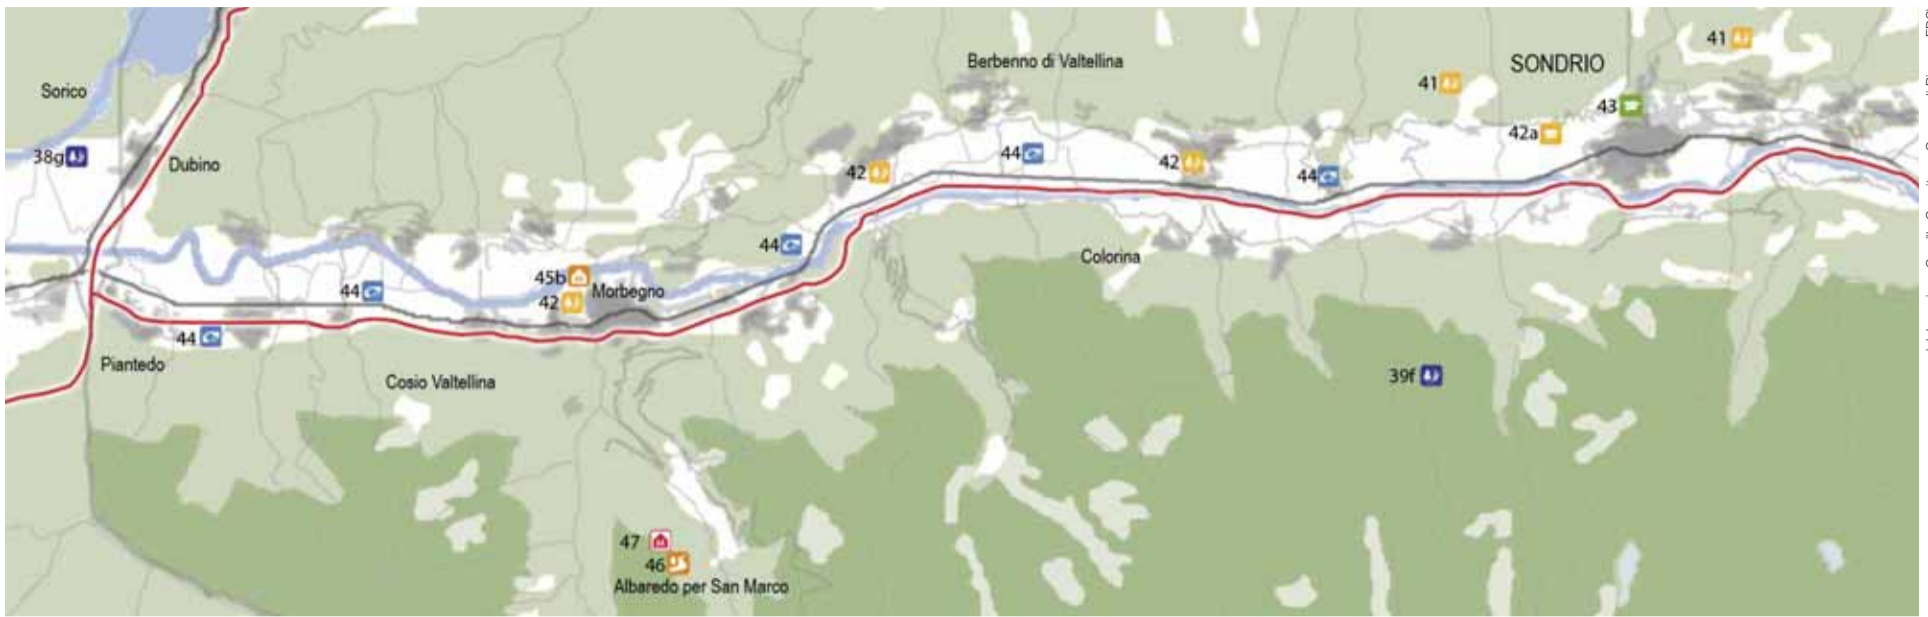 41
Berbenno di Valtellina
SONDRIO
Sorico
41
43
42a
38g
Dubino
44
42
42
44
44
Colorina
45b
Morbegno
44
42
44
Piantedo
Cosio Valtellina
39f
47
46
Albaredo per San Marco